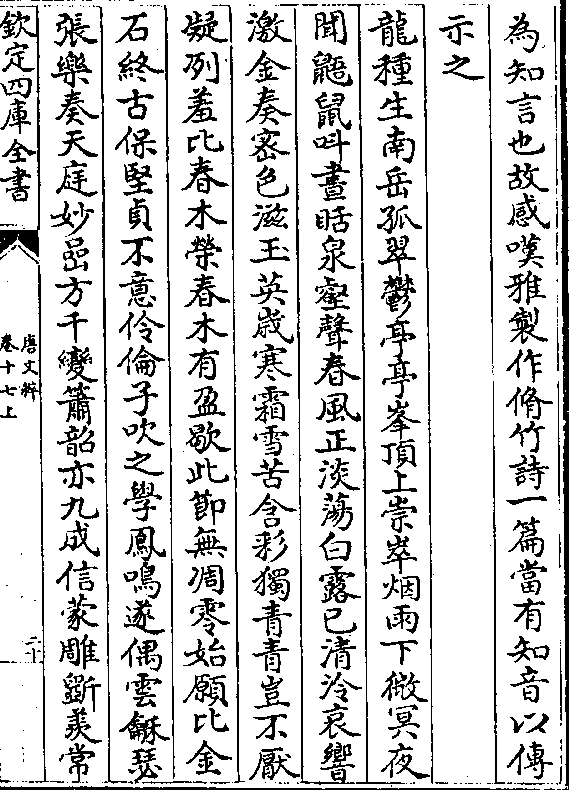 為知言也故感嘆雅製作脩竹詩一篇當有知音以傳
示之
龍種生南岳孤翠鬱亭亭峯頂上崇崒烟雨下微冥夜
聞鼯鼠呌晝聒泉壑聲春風正淡蕩白露已清泠哀響
激金奏宻色滋玉英歲寒霜雪苦含彩獨青青豈不厭
凝冽羞比春木榮春木有盈歇此節無凋零始願比金
石終古保堅貞不意伶倫子吹之學鳳鳴遂偶雲龢瑟
張樂奏天庭妙嵒方千變簫韶亦九成信蒙雕斵美常
欽定四庫全書
唐文粹
卷十七上
二十